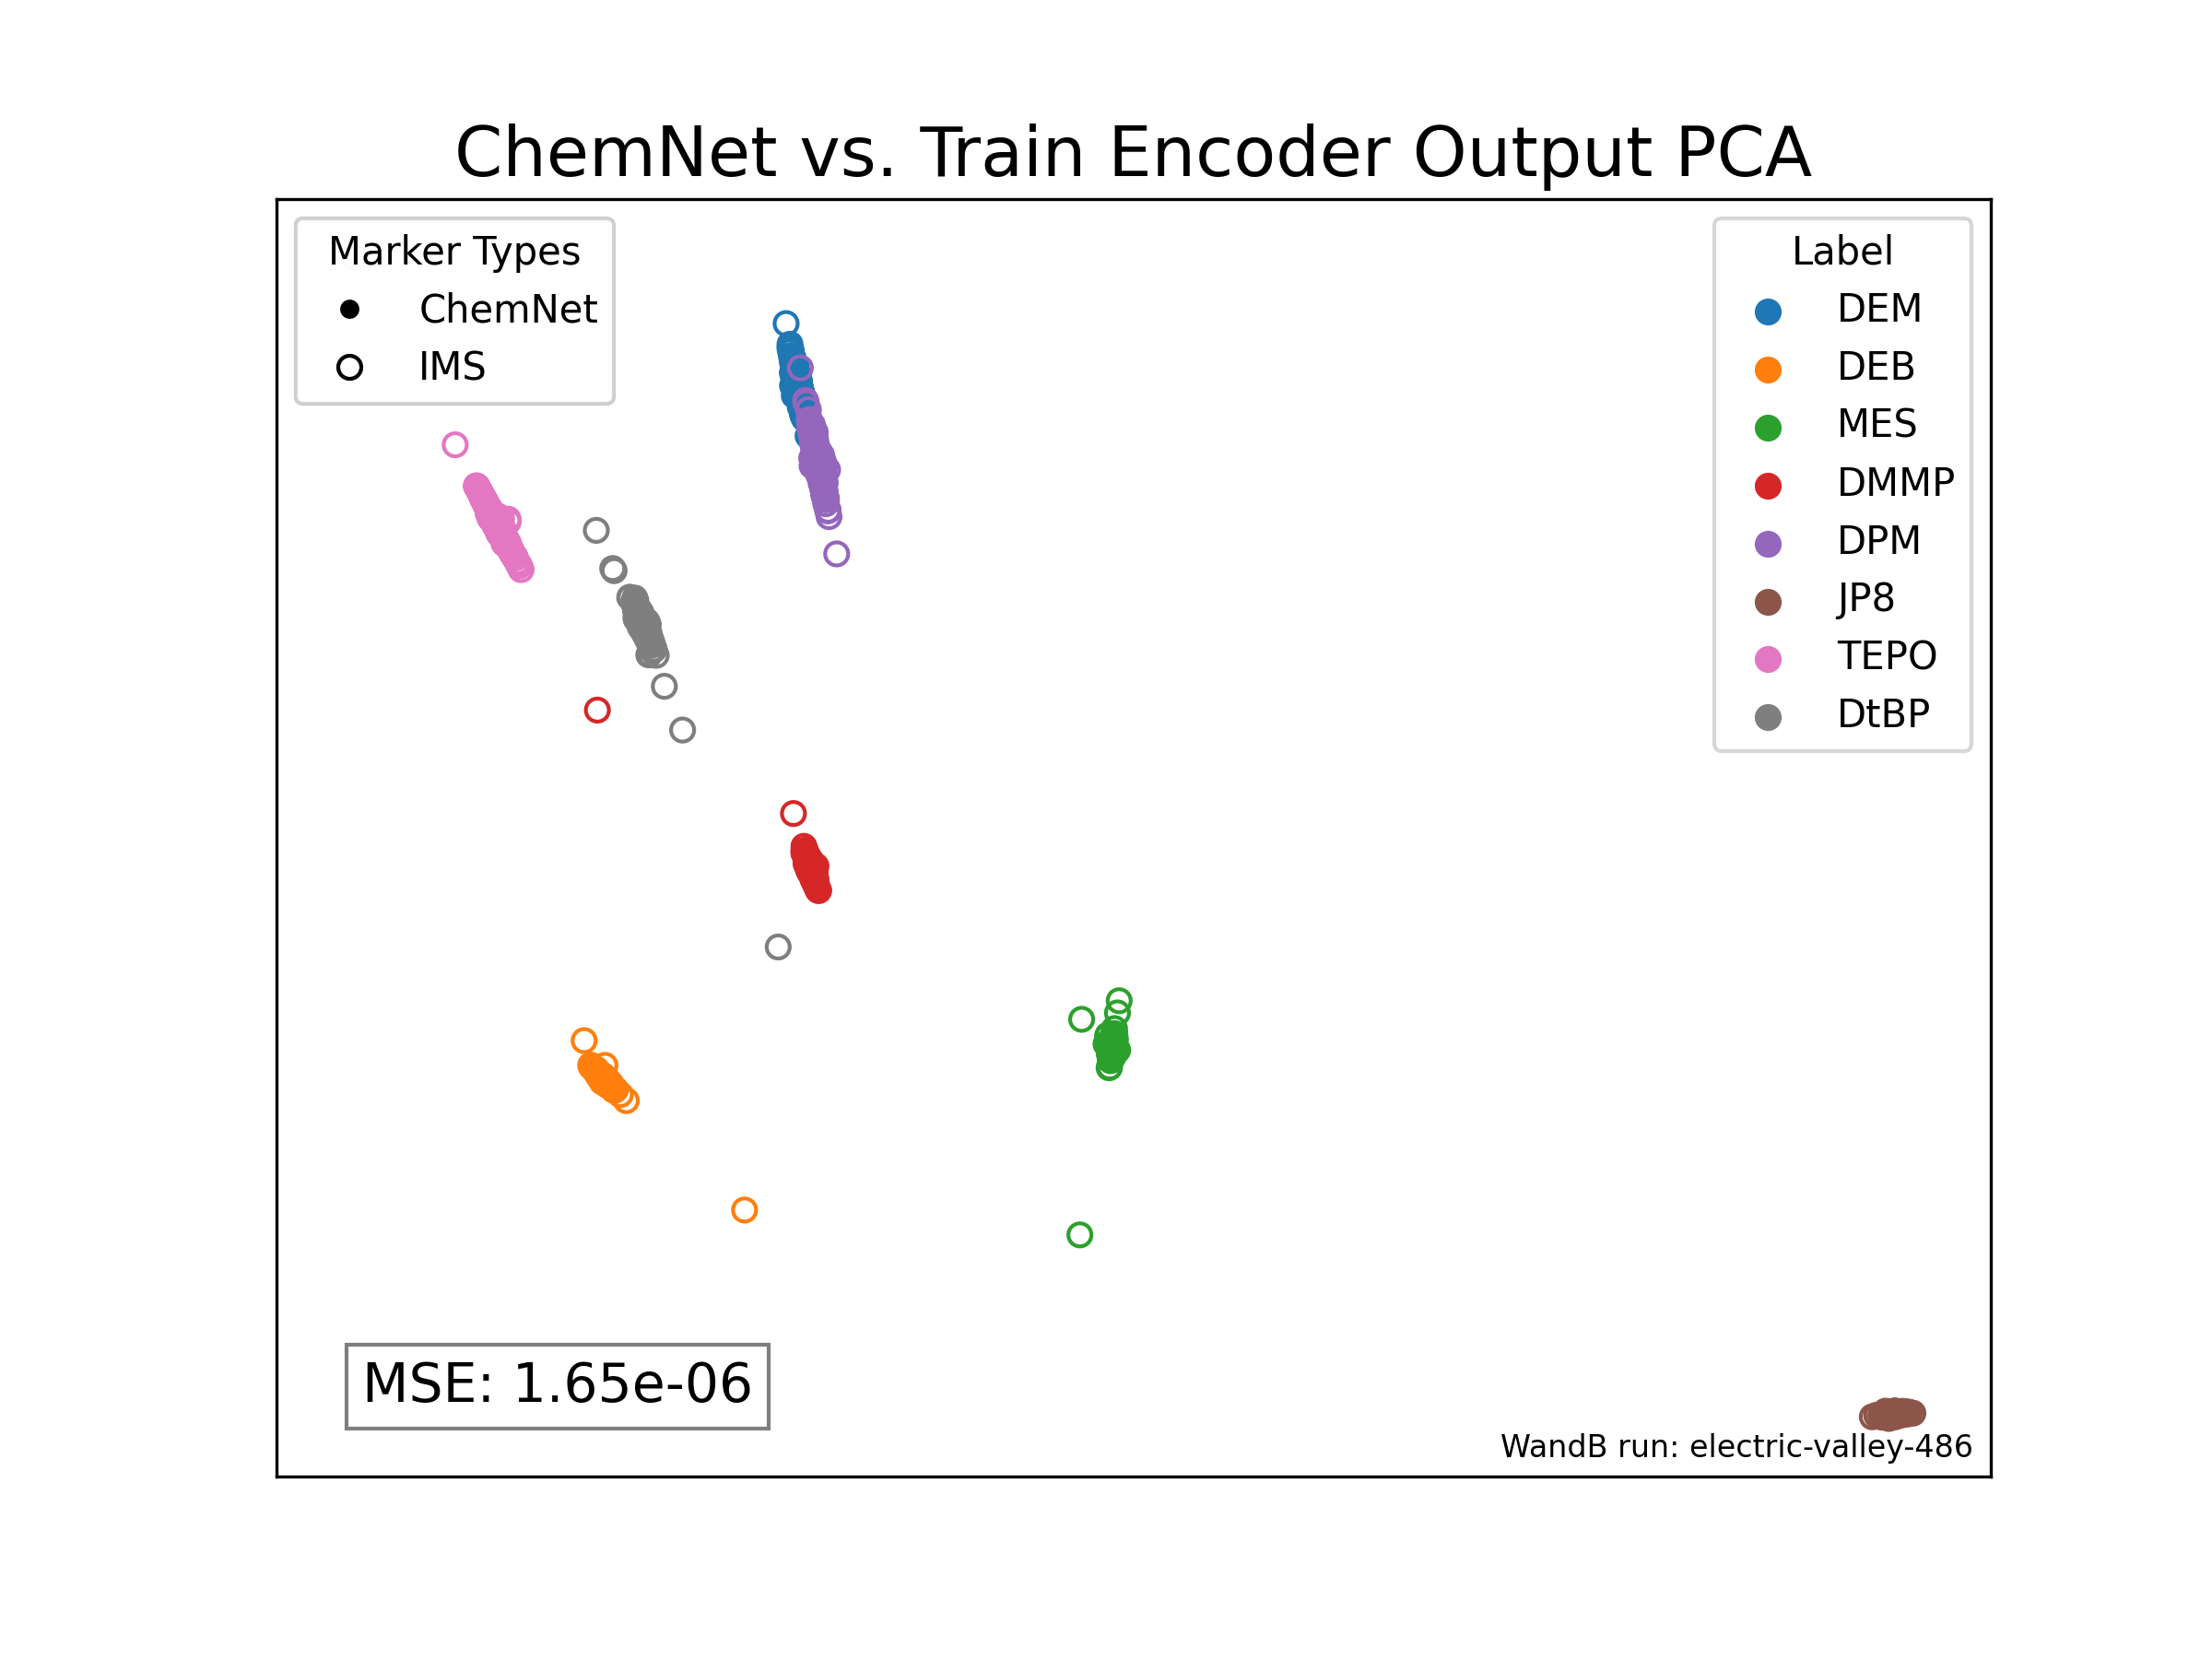 ChemNet vs. Train Encoder Output PCA
Marker Types
ChemNet
IMS
Label
DEM
DEB
MES
DMMP
DPM
JP8
TEPO
DtBP
MSE: 1.65e-06
WandB run: electric-valley-486